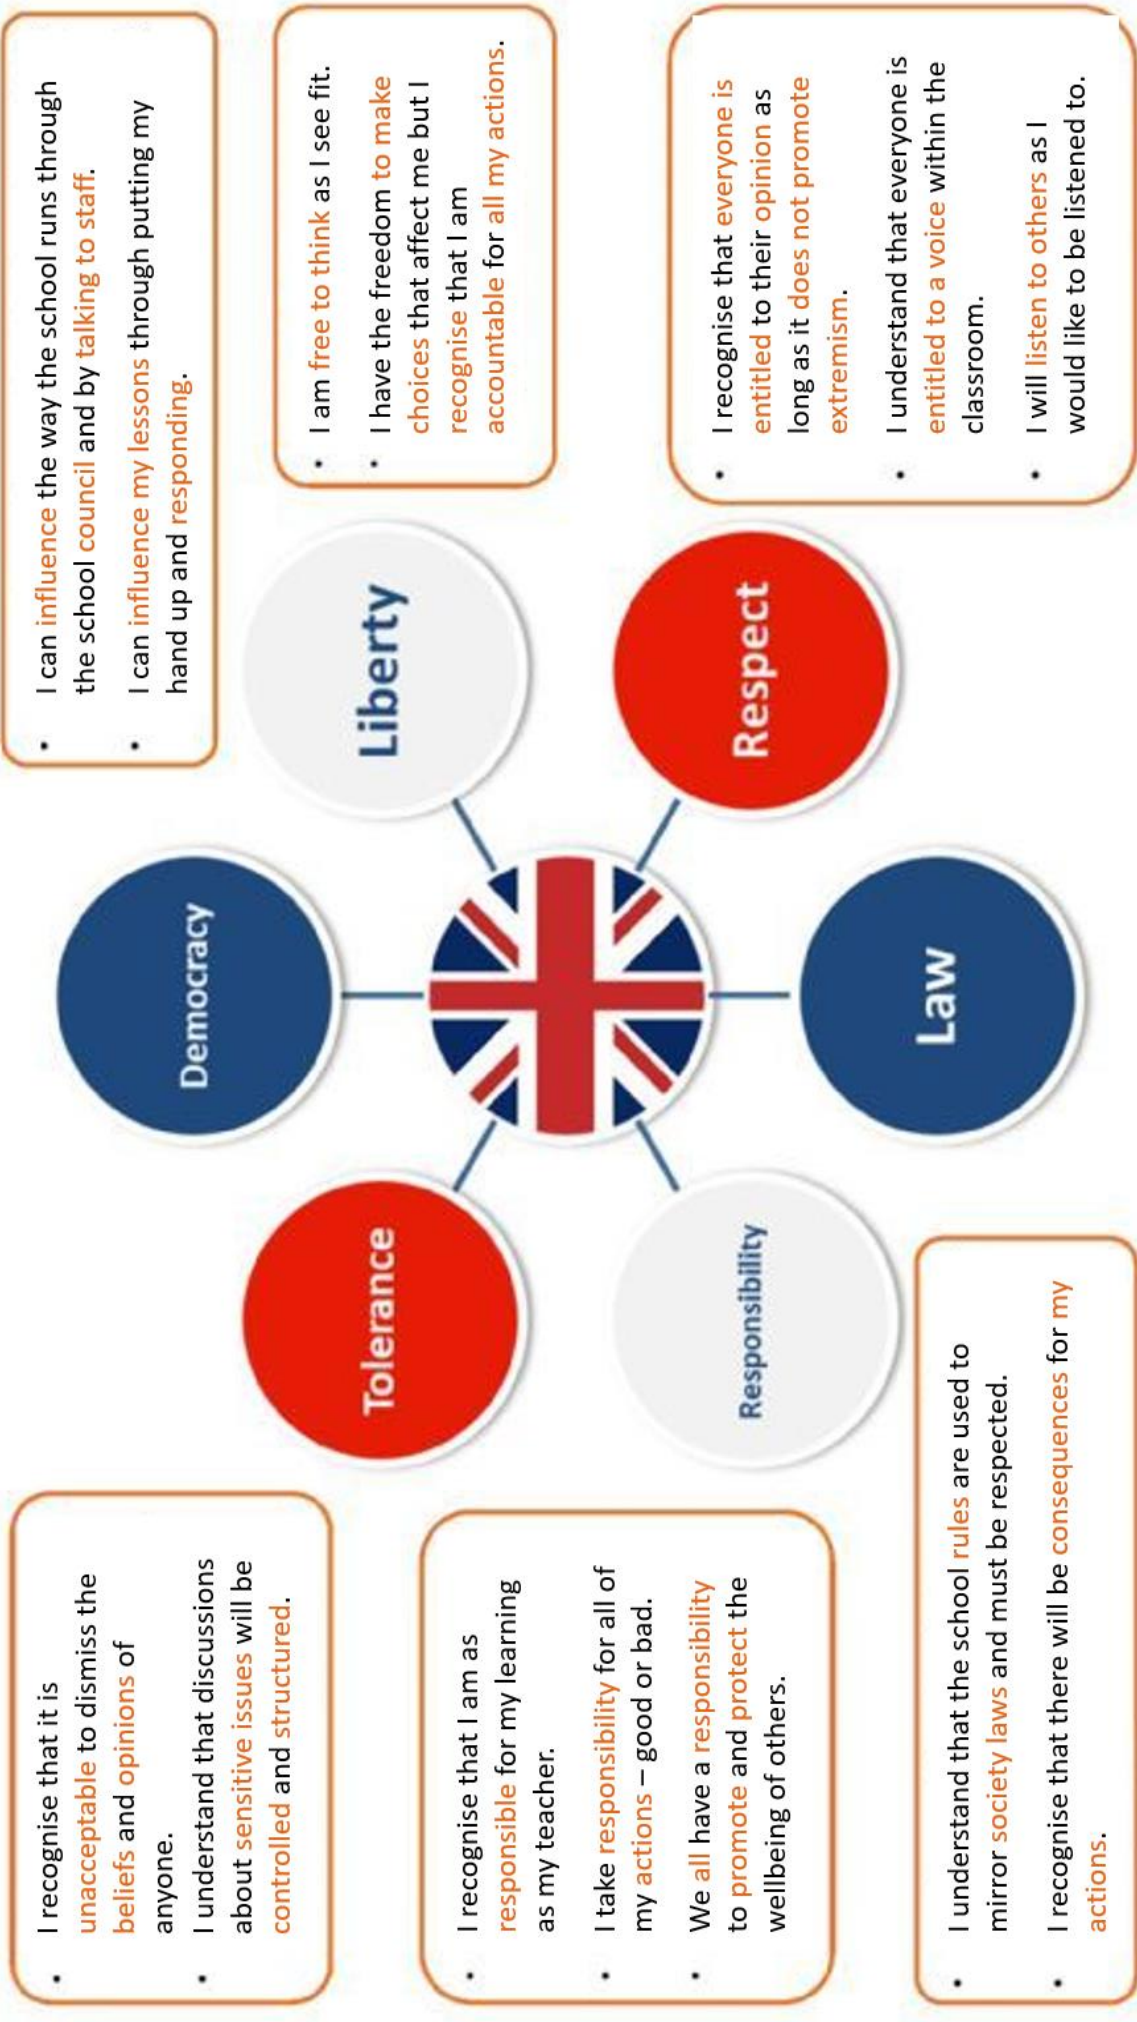 • I recognise that it is
unacceptable to dismiss the
beliefs and opinions of
anyone.
• I understand that discussions
about sensitive issues will be
controlled and structured.
Democracy
• I can influence the way the school runs through
the school council and by talking to staff.
• I can influence my lessons through putting my
hand up and responding.
Tolerance
Liberty
• I am free to think as I see fit.
• I have the freedom to make
choices that affect me but I
recognise that I am
accountable for all my actions.
• I recognise that I am as
responsible for my learning
as my teacher.
• I take responsibility for all of
my actions – good or bad.
• We all have a responsibility
to promote and protect the
wellbeing of others.
Responsibility
Respect
• I recognise that everyone is
entitled to their opinion as
long as it does not promote
extremism.
• I understand that everyone is
entitled to a voice within the
classroom.
• I will listen to others as I
would like to be listened to.
Law
• I understand that the school rules are used to
mirror society laws and must be respected.
• I recognise that there will be consequences for my
actions.